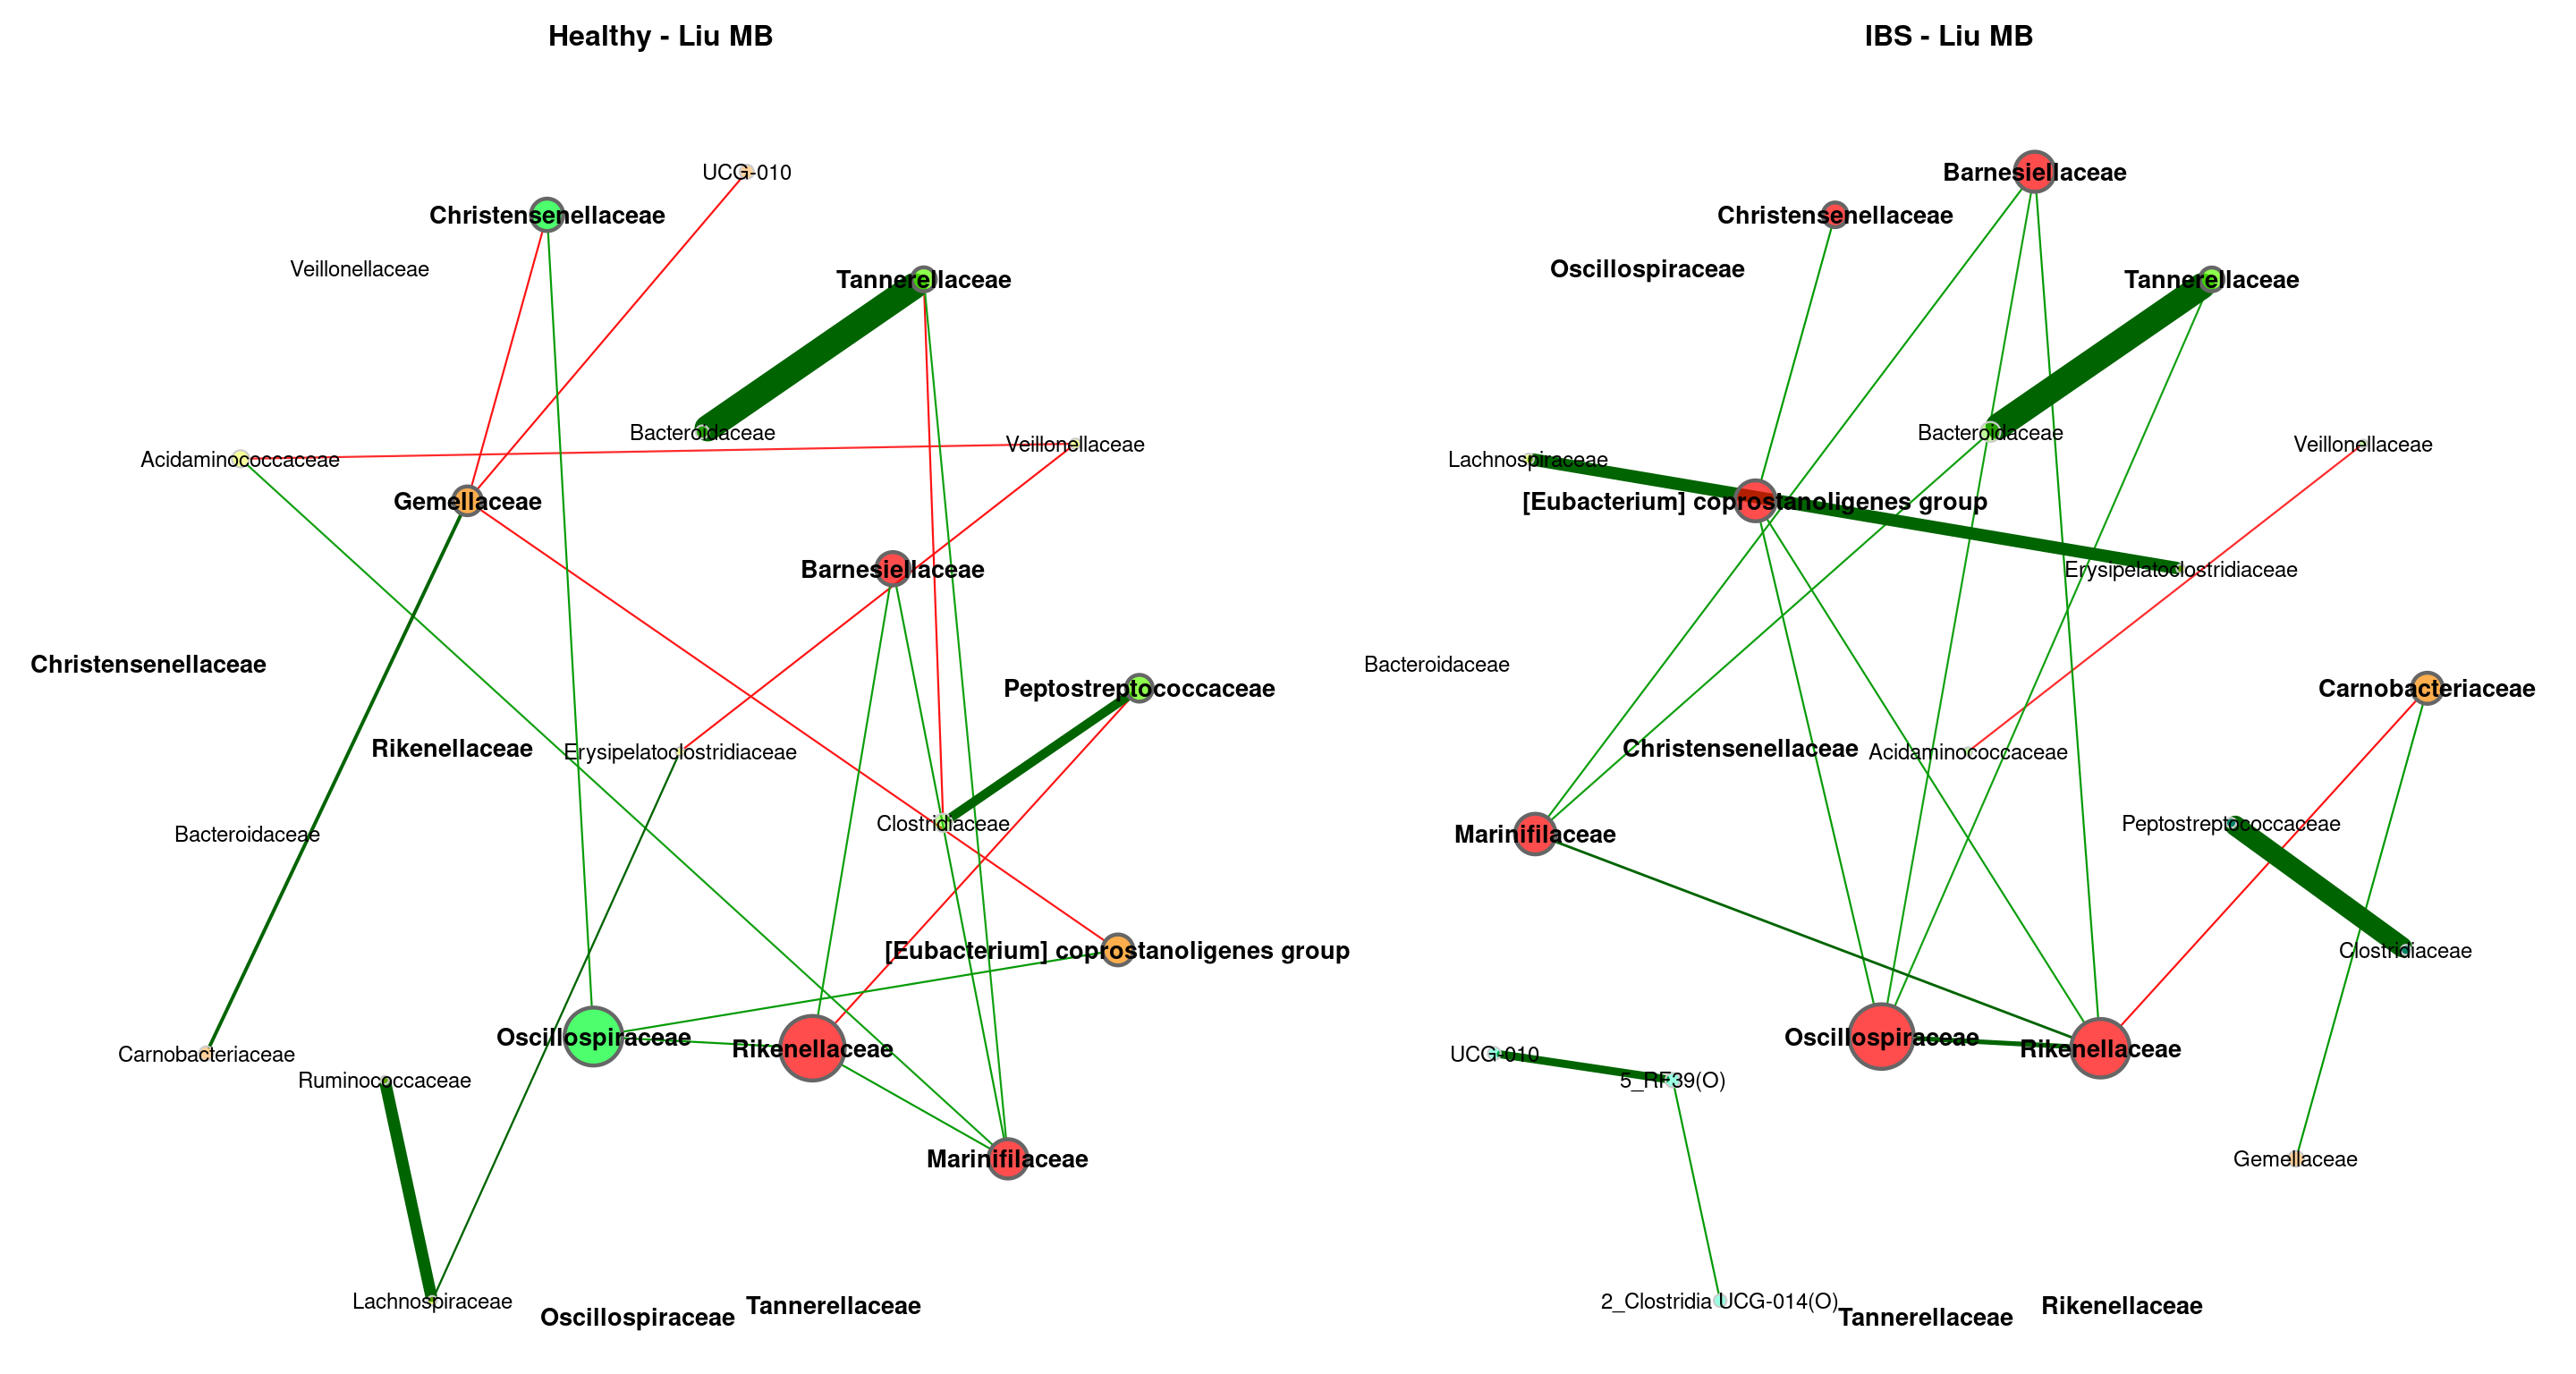 Healthy - Liu MB
UCG-010
Christensenellaceae
Veillonellaceae
Tannerellaceae
Bacteroidaceae
Veillonellaceae
Acidaminococcaceae
Gemellaceae
Barnesiellaceae
Christensenellaceae
Peptostreptococcaceae
Rikenellaceae
Erysipelatoclostridiaceae
Clostridiaceae
Bacteroidaceae
[Eubacterium] coprostanoligenes group
Oscillospiraceae
Rikenellaceae
Carnobacteriaceae
Ruminococcaceae
Marinifilaceae
Lachnospiraceae
Tannerellaceae
Oscillospiraceae
IBS - Liu MB
Barnesiellaceae
Christensenellaceae
Oscillospiraceae
Tannerellaceae
Bacteroidaceae
Veillonellaceae
Lachnospiraceae
[Eubacterium] coprostanoligenes group
Erysipelatoclostridiaceae
Bacteroidaceae
Carnobacteriaceae
Christensenellaceae
Acidaminococcaceae
Peptostreptococcaceae
Marinifilaceae
Clostridiaceae
Oscillospiraceae
Rikenellaceae
UCG-010
5_RF39(O)
Gemellaceae
2_Clostridia UCG-014(O)
Rikenellaceae
Tannerellaceae